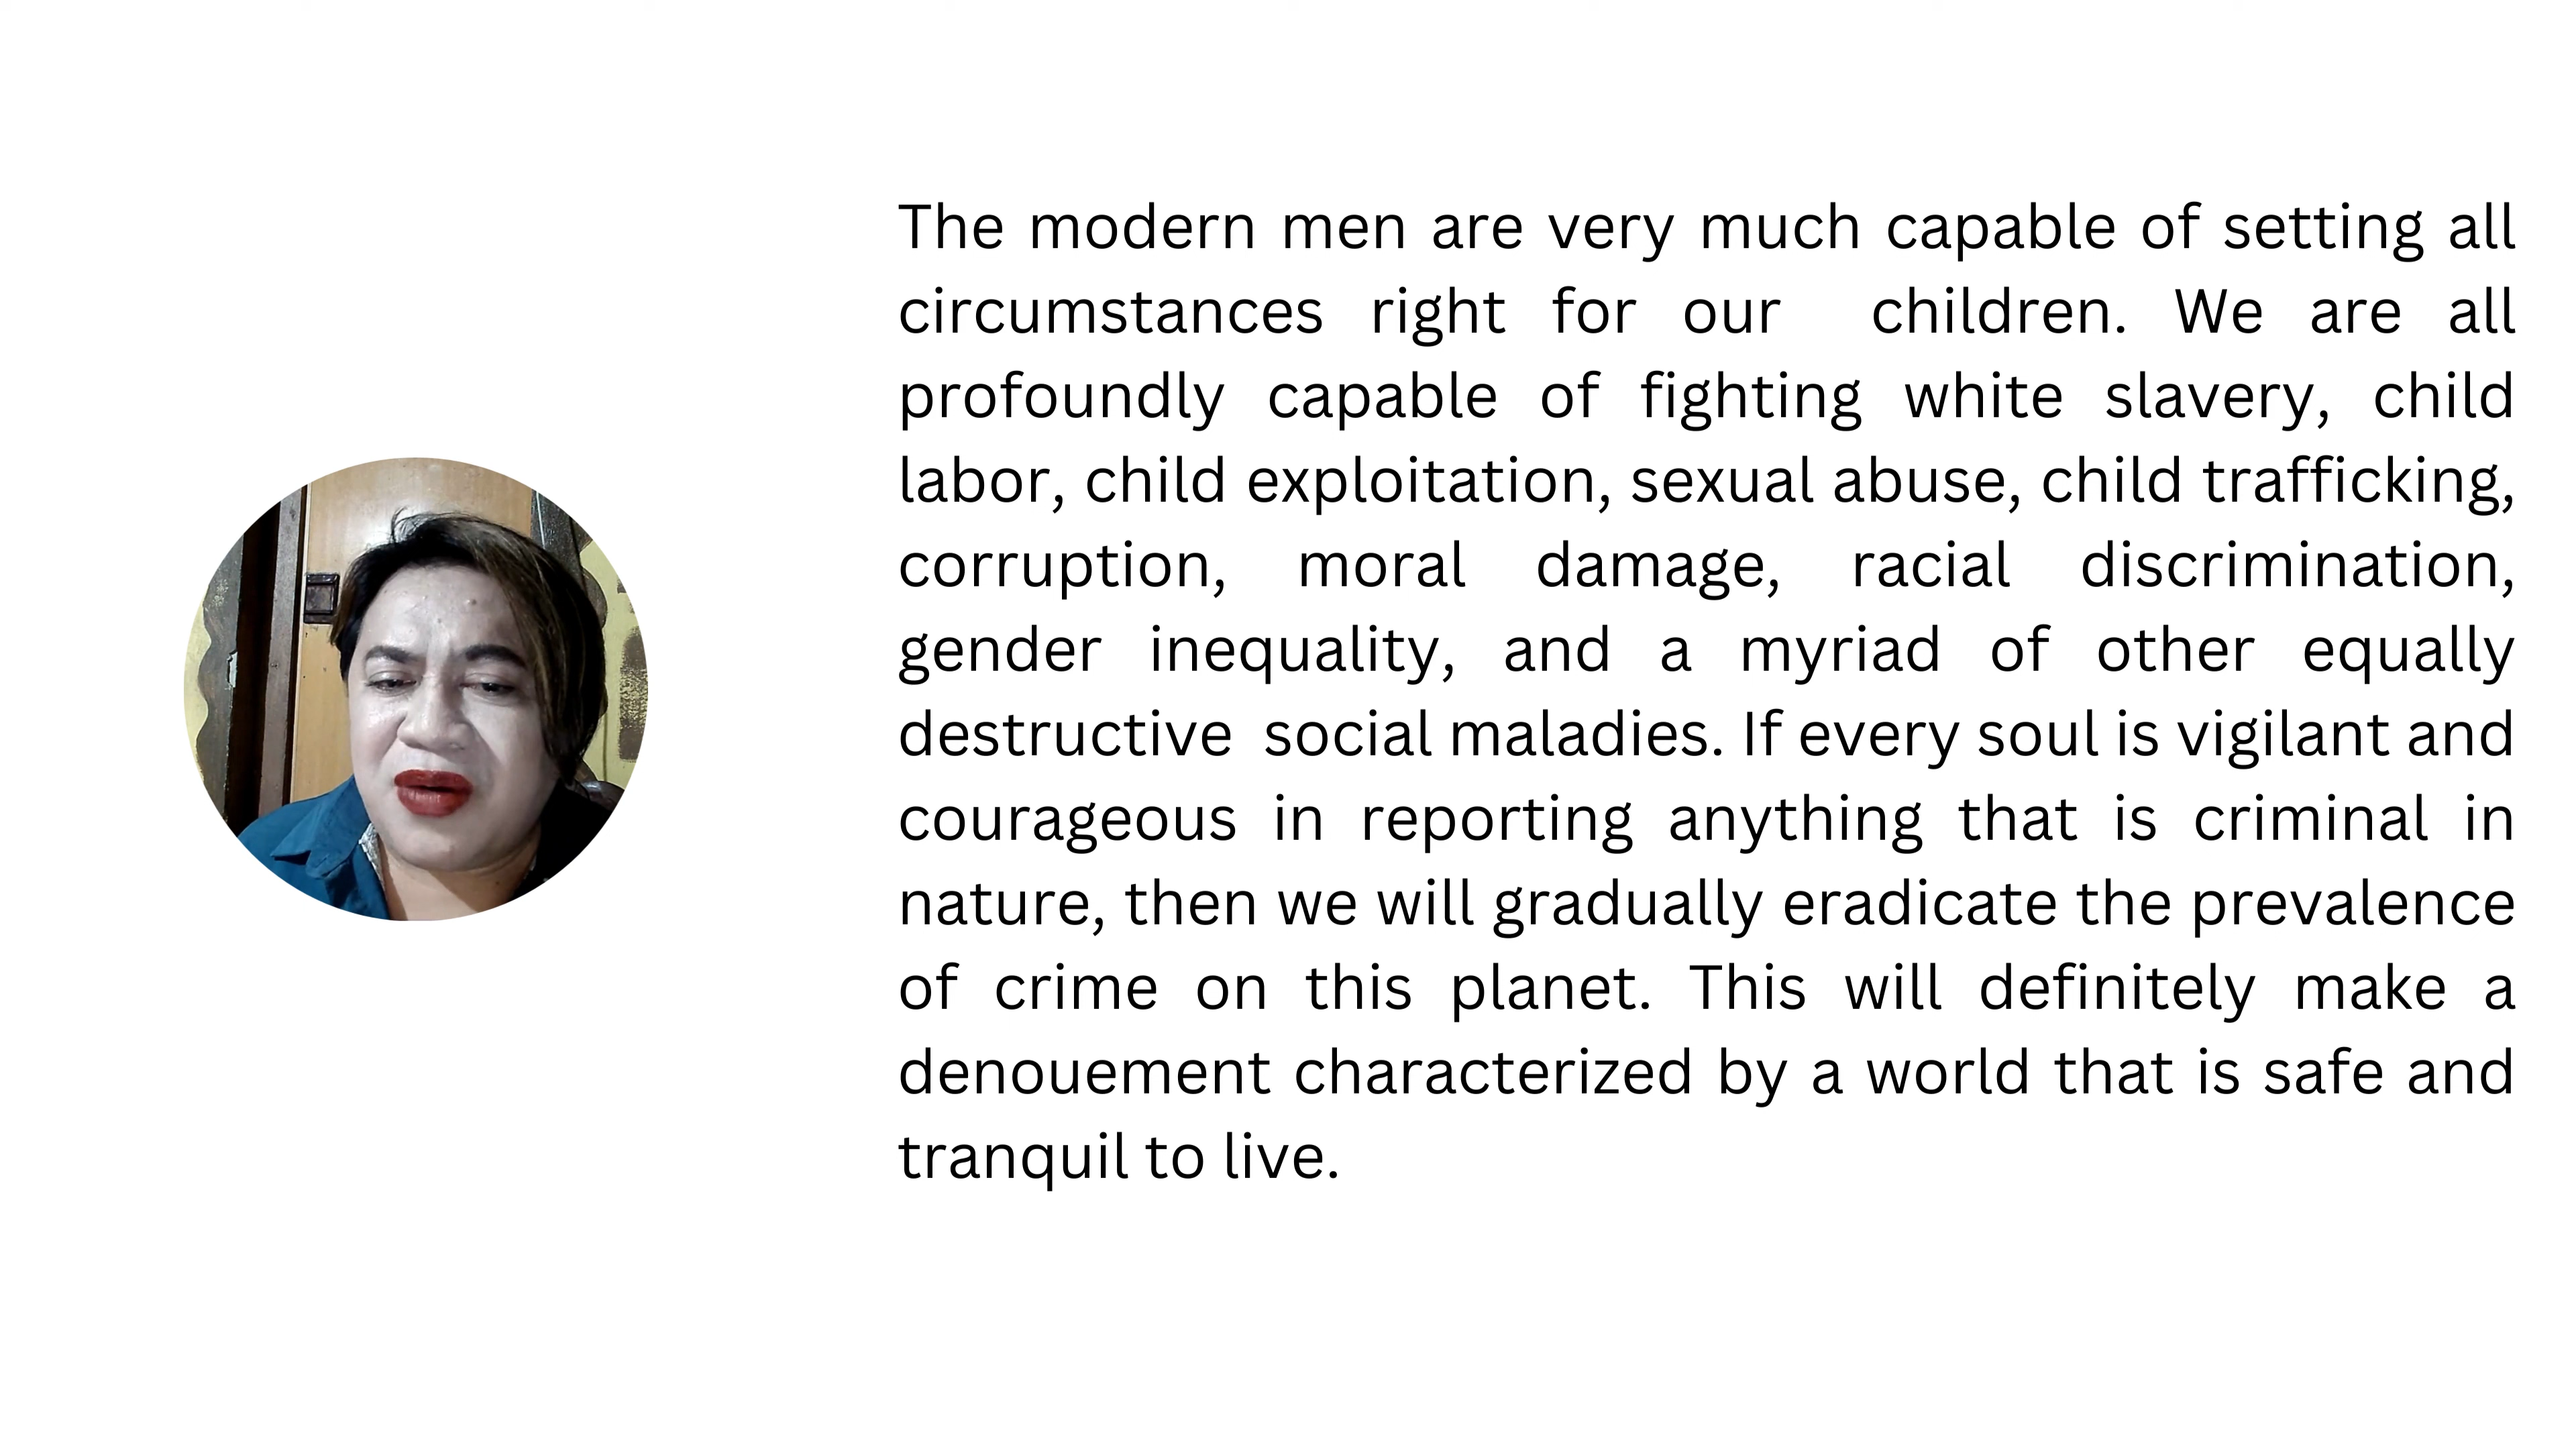 The modern men are very much capable of setting all
circumstances right for our  children. We are all
profoundly capable of fighting white slavery, child
labor, child exploitation, sexual abuse, child trafficking,
corruption, moral damage, racial discrimination,
gender inequality, and a myriad of other equally
destructive  social maladies. If every soul is vigilant and
courageous in reporting anything that is criminal in
nature, then we will gradually eradicate the prevalence
of crime on this planet. This will definitely make a
denouement characterized by a world that is safe and
tranquil to live.